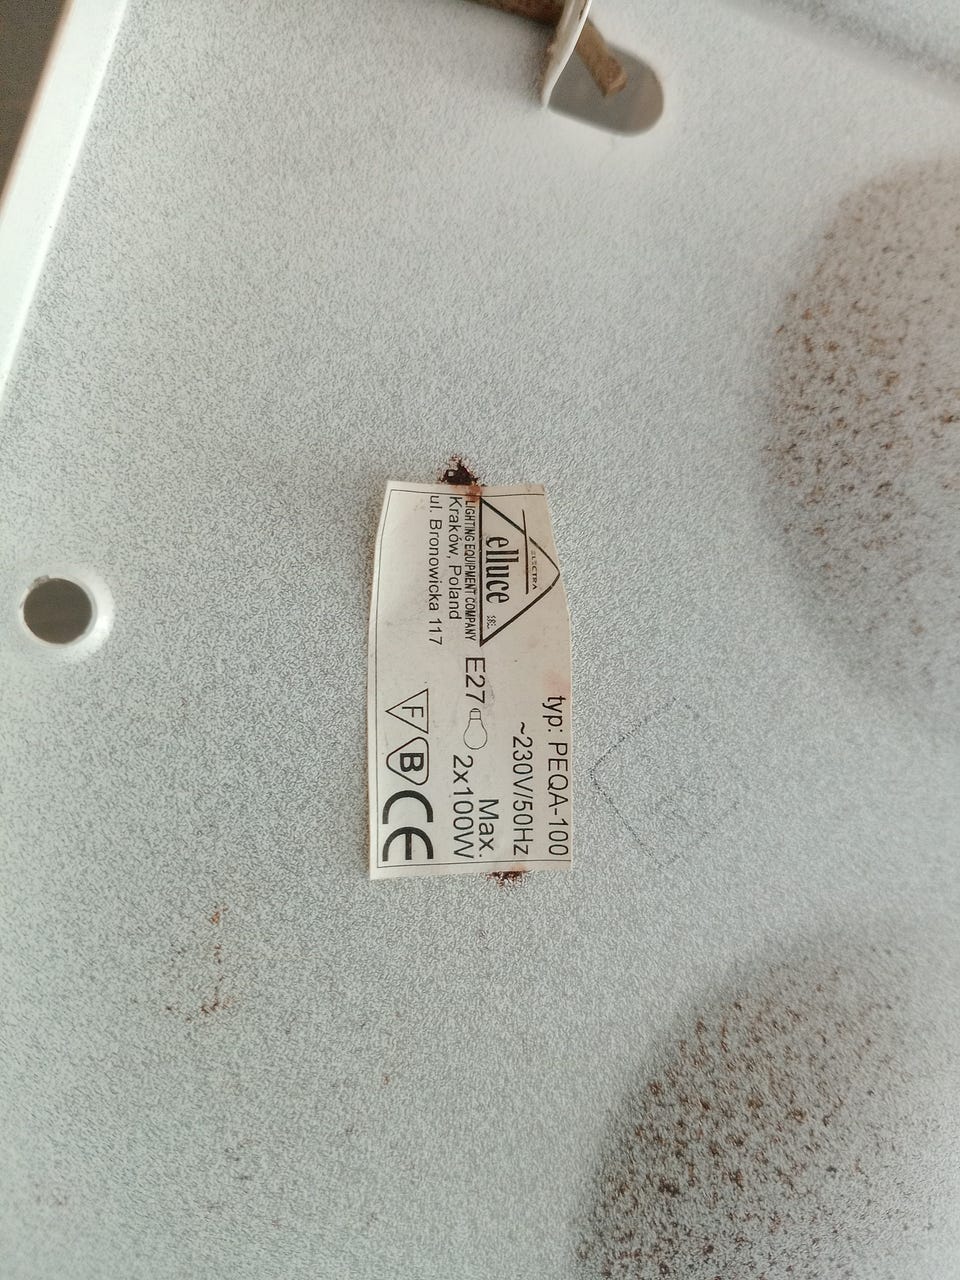 ELECTRA
elluce SRL
LIGHTING EQUIPMENT COMPANY
Kraków, Poland
ul. Bronowicka 117
typ: PEQA-100
~230V/50Hz
Max.
E27 2x100W
F B CE